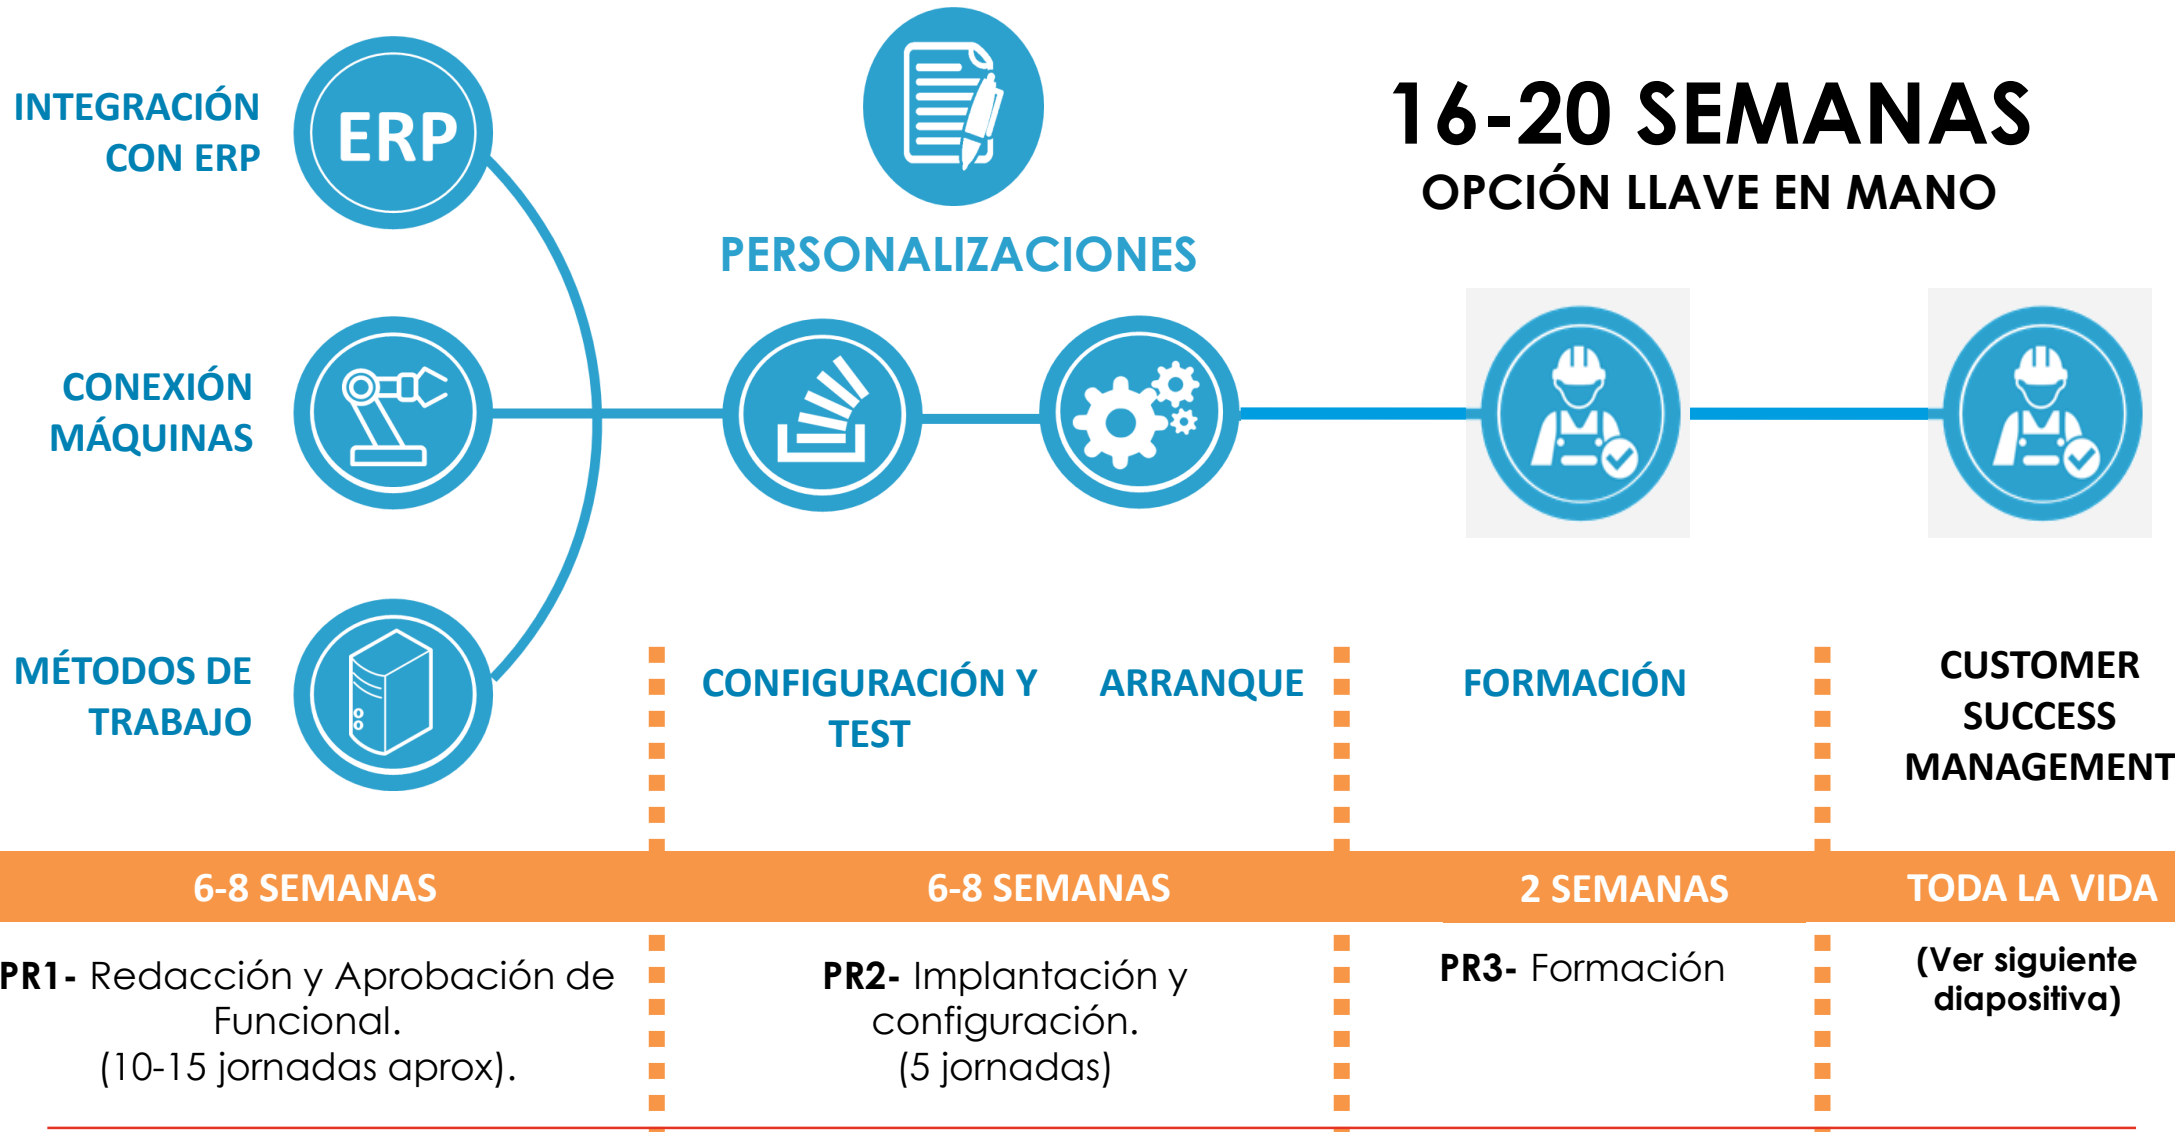 INTEGRACIÓN
CON ERP
ERP
PERSONALIZACIONES
16-20 SEMANAS
OPCIÓN LLAVE EN MANO
CONEXIÓN
MÁQUINAS
MÉTODOS DE
TRABAJO
CONFIGURACIÓN Y
TEST
ARRANQUE
FORMACIÓN
CUSTOMER
SUCCESS
MANAGEMENT
6-8 SEMANAS
6-8 SEMANAS
2 SEMANAS
TODA LA VIDA
PR1- Redacción y Aprobación de
Funcional.
(10-15 jornadas aprox).
PR2- Implantación y
configuración.
(5 jornadas)
PR3- Formación
(Ver siguiente
diapositiva)